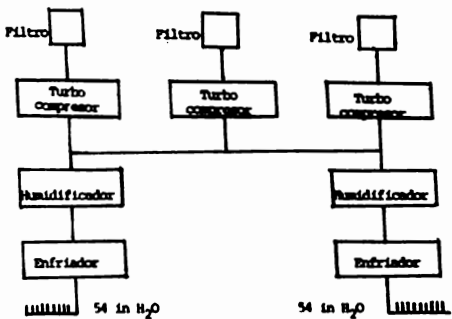 Filtro
Filtro
Filtro
Turbo
compresor
Turbo
compresor
Turbo
compresor
Humidificador
Humidificador
Enfriador
Enfriador
54 in H₂O
54 in H₂O